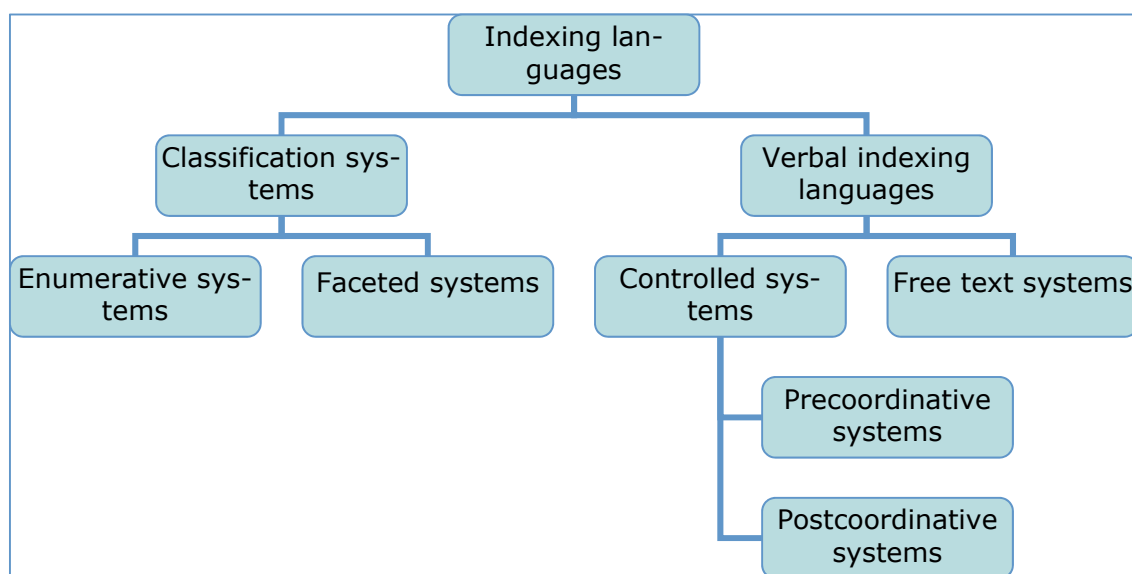 Indexing lan-
guages
Classification sys-
tems
Verbal indexing
languages
Enumerative sys-
tems
Faceted systems
Controlled sys-
tems
Free text systems
Precoordinative
systems
Postcoordinative
systems